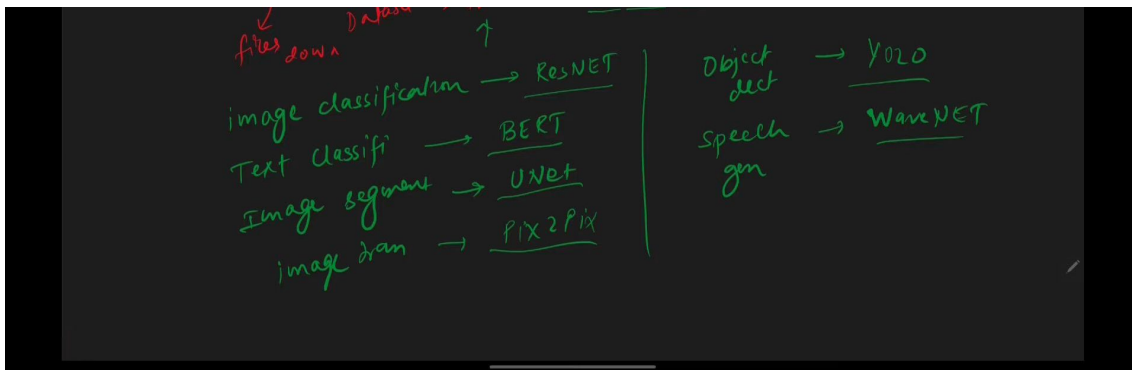 fires down
image classification → ResNET
Text classifi → BERT
Image segment → UNet
image tran → Pix2Pix
Object dect → YOLO
Speech gen → WaveNET